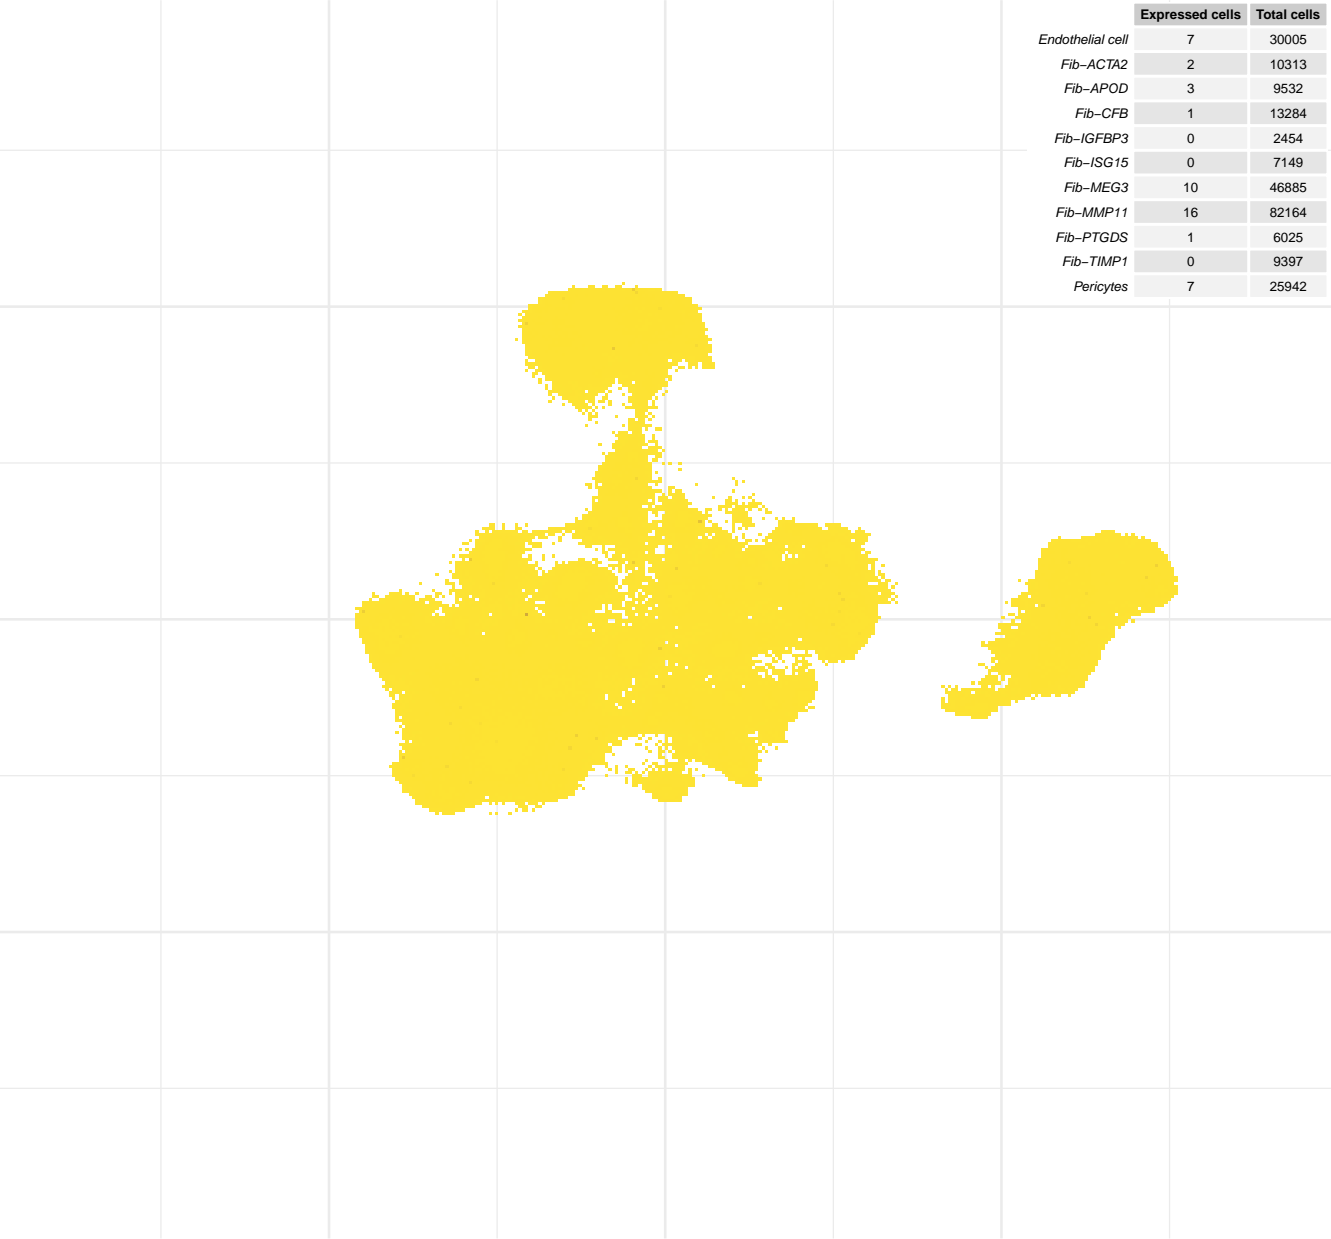 Expressed cells Total cells
Endothelial cell 7 30005
Fib−ACTA2 2 10313
Fib−APOD 3 9532
Fib−CFB 1 13284
Fib−IGFBP3 0 2454
Fib−ISG15 0 7149
Fib−MEG3 10 46885
Fib−MMP11 16 82164
Fib−PTGDS 1 6025
Fib−TIMP1 0 9397
Pericytes 7 25942